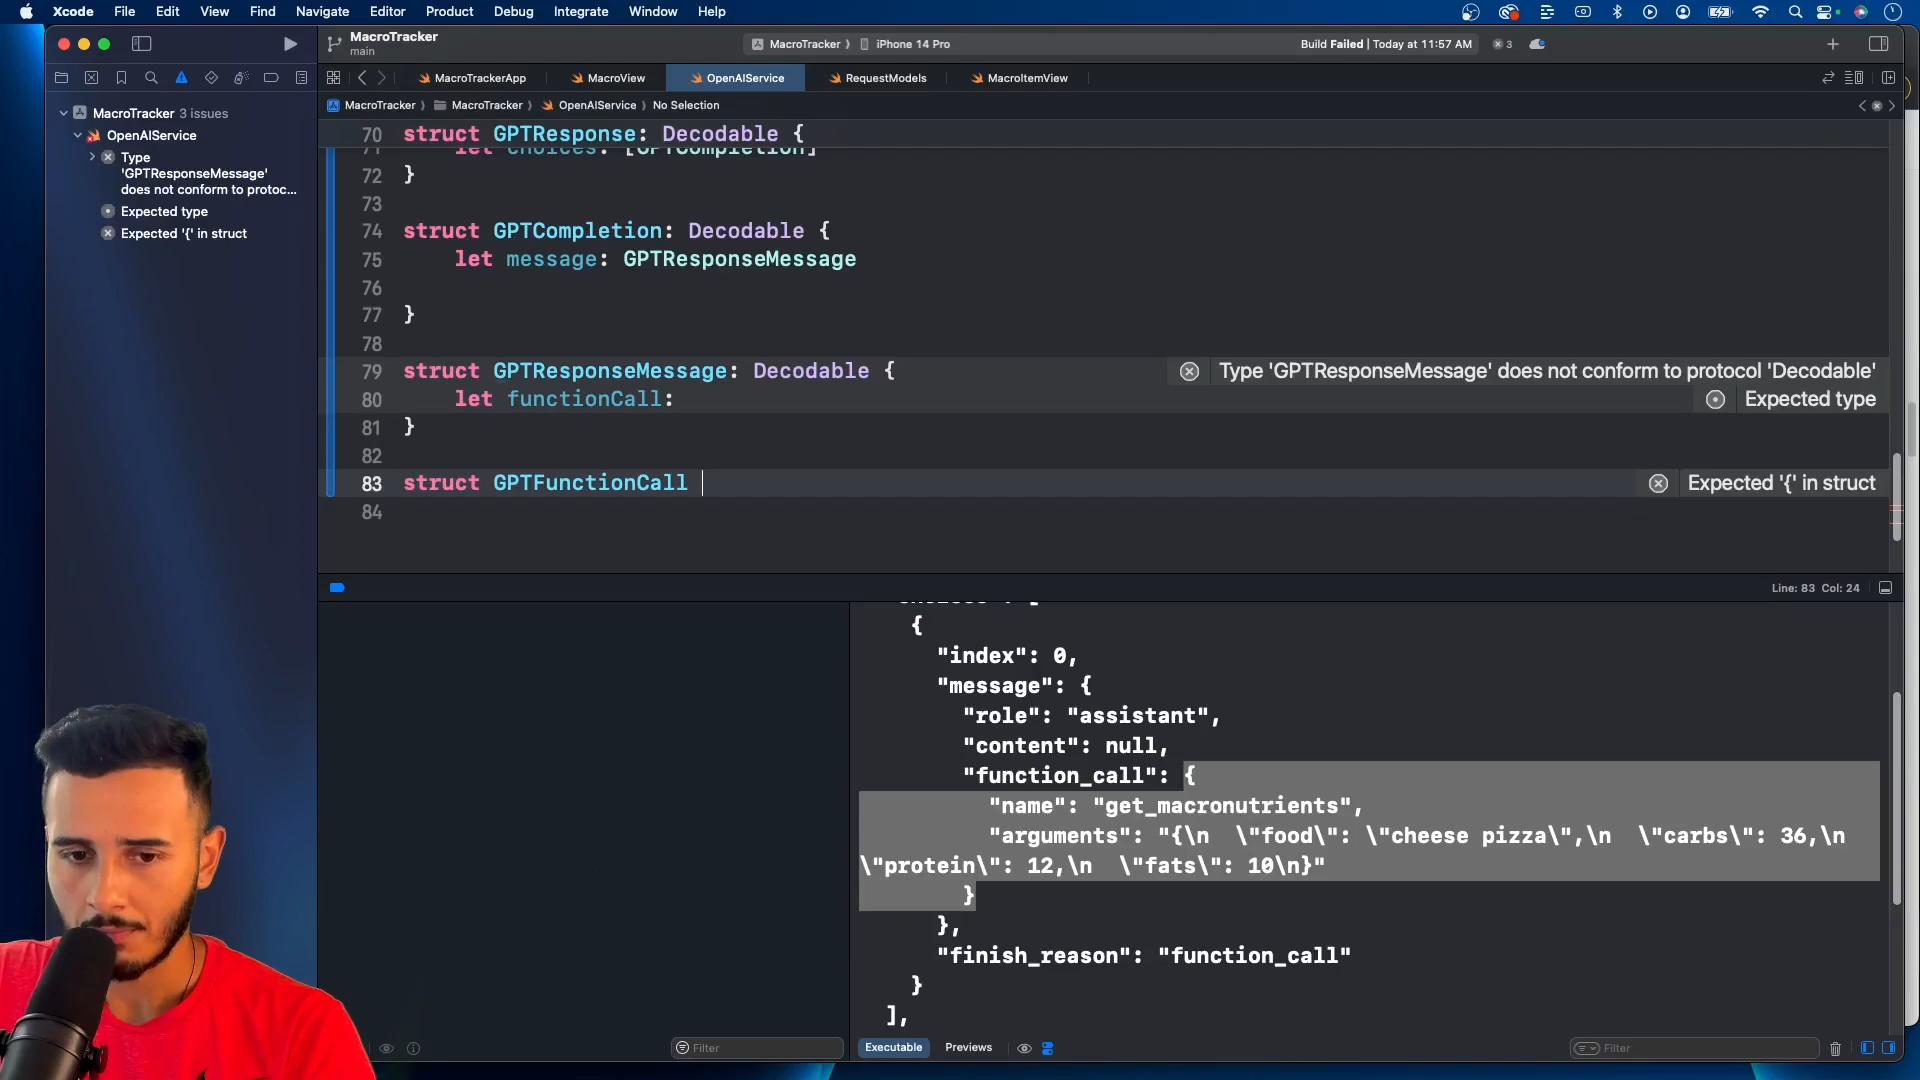 Xcode File Edit View Find Navigate Editor Product Debug Integrate Window Help
MacroTracker
main
MacroTracker iPhone 14 Pro
Build Failed | Today at 11:57 AM
3
MacroTrackerApp MacroView OpenAIService RequestModels MacroItemView
MacroTracker MacroTracker OpenAIService No Selection
MacroTracker 3 issues
OpenAIService
Type
'GPTResponseMessage'
does not conform to protoc...
Expected type
Expected '{' in struct
70 struct GPTResponse: Decodable {
71 let choices: [GPTCompletion]
72 }
73
74 struct GPTCompletion: Decodable {
75 let message: GPTResponseMessage
76
77 }
78
79 struct GPTResponseMessage: Decodable { Type 'GPTResponseMessage' does not conform to protocol 'Decodable'
80 let functionCall: Expected type
81 }
82
83 struct GPTFunctionCall Expected '{' in struct
84
Line: 83 Col: 24
"choices": [
{
"index": 0,
"message": {
"role": "assistant",
"content": null,
"function_call": {
"name": "get_macronutrients",
"arguments": "{\n \"food\": \"cheese pizza\",\n \"carbs\": 36,\n
\"protein\": 12,\n \"fats\": 10\n}"
}
},
"finish_reason": "function_call"
}
],
Filter
Executable Previews
Filter